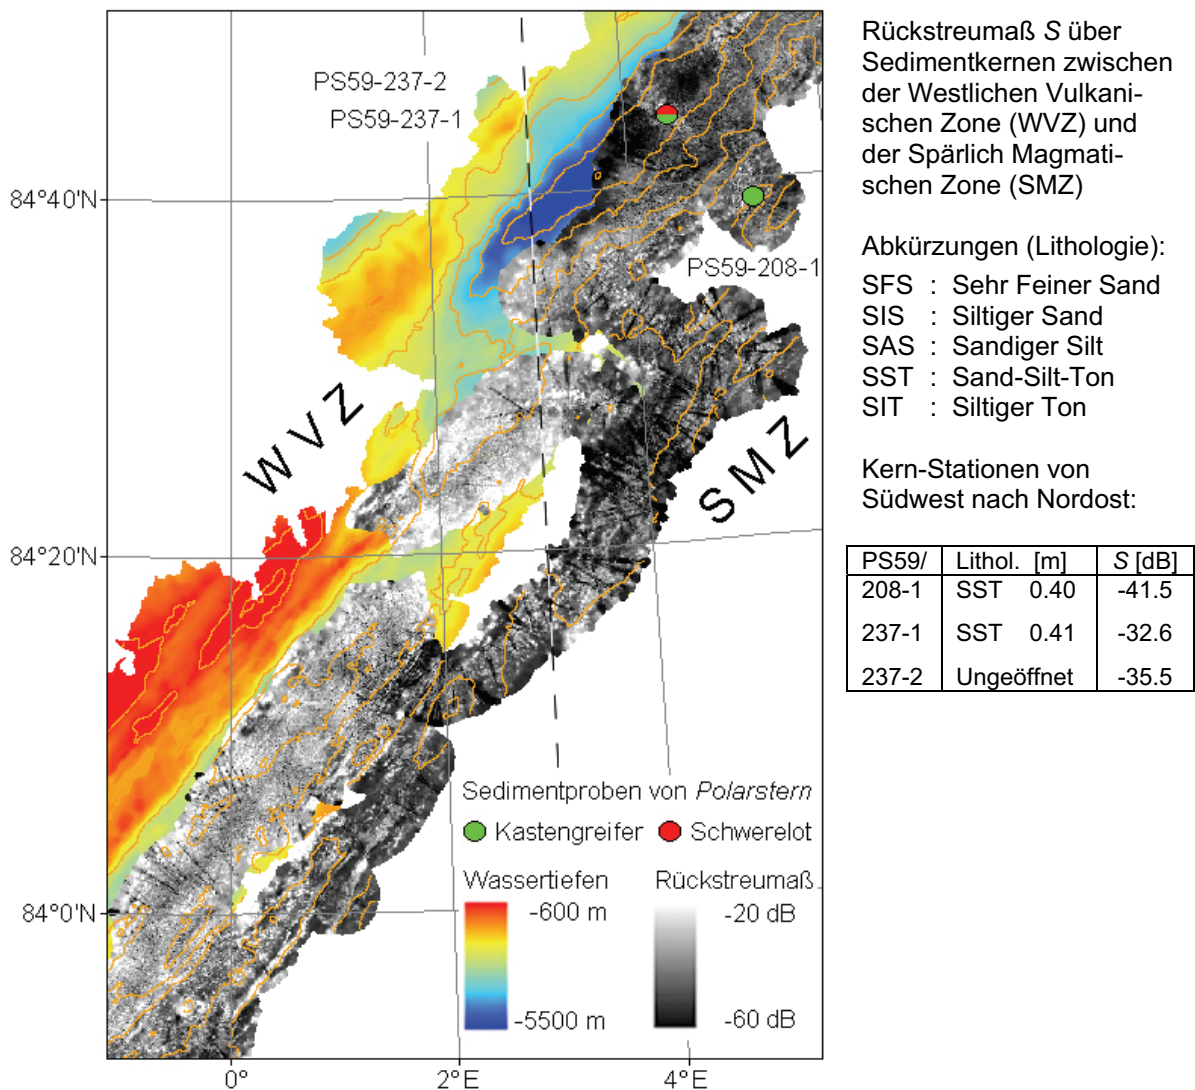 PS59-237-2
PS59-237-1
84°40'N
PS59-208-1
WVZ
SMZ
84°20'N
84°0'N
Sedimentproben von Polarstern
Kastengreifer Schwerelot
Wassertiefen Rückstreumaß
-600 m -20 dB
-5500 m -60 dB
0° 2°E 4°E
Rückstreumaß S über
Sedimentkernen zwischen
der Westlichen Vulkani-
schen Zone (WVZ) und
der Spärlich Magmati-
schen Zone (SMZ)
Abkürzungen (Lithologie):
SFS : Sehr Feiner Sand
SIS : Siltiger Sand
SAS : Sandiger Silt
SST : Sand-Silt-Ton
SIT : Siltiger Ton
Kern-Stationen von
Südwest nach Nordost:
PS59/ Lithol. [m] S [dB]
208-1 SST 0.40 -41.5
237-1 SST 0.41 -32.6
237-2 Ungeöffnet -35.5